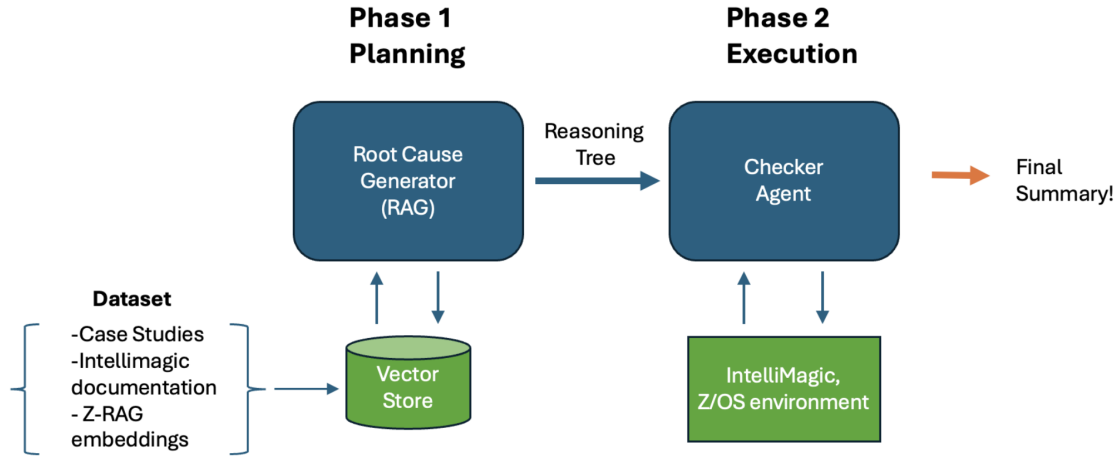 Phase 1
Planning
Phase 2
Execution
Root Cause
Generator
(RAG)
Reasoning
Tree
Checker
Agent
Final
Summary!
Dataset
-Case Studies
-Intellimagic
documentation
- Z-RAG
embeddings
Vector
Store
IntelliMagic,
Z/OS environment